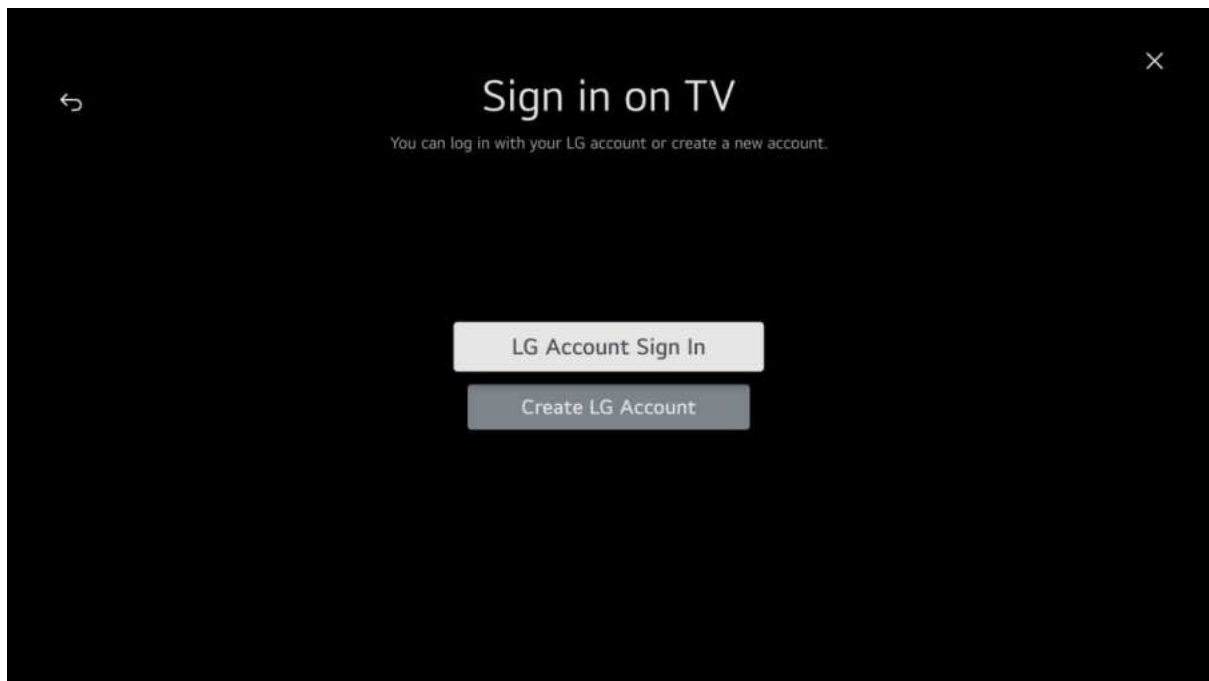 Sign in on TV
You can log in with your LG account or create a new account.
LG Account Sign In
Create LG Account